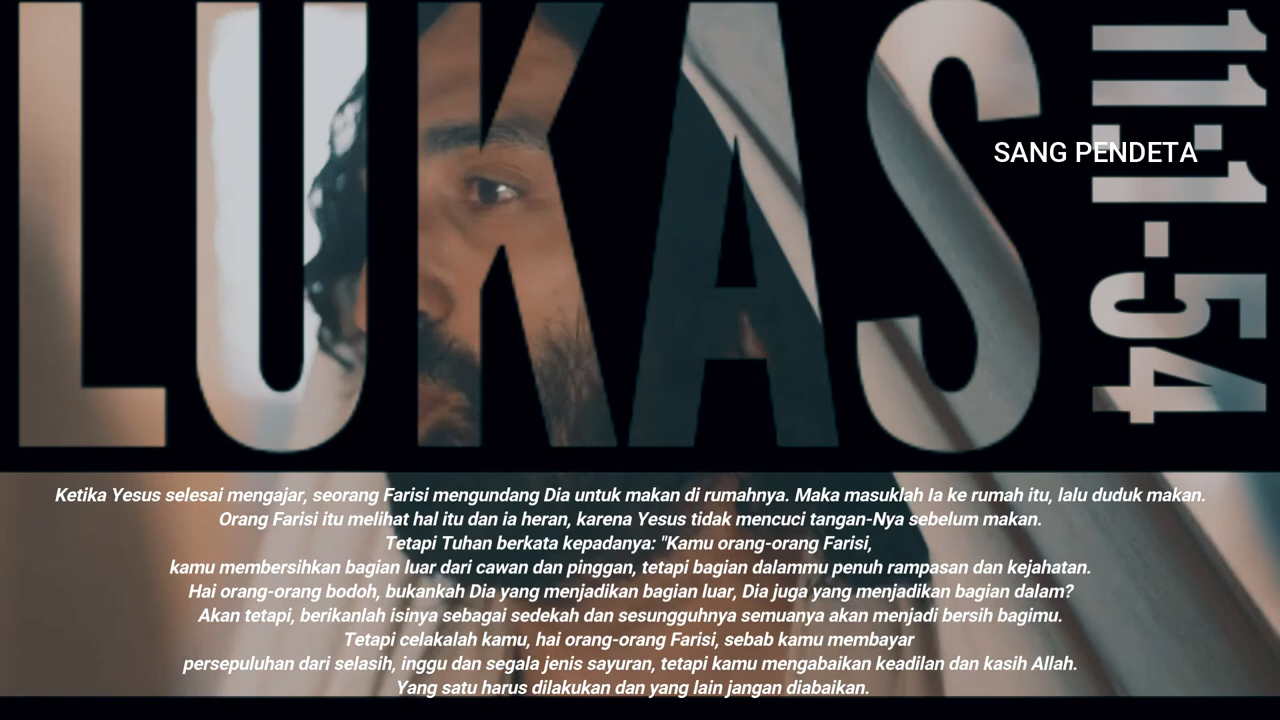 LUKAS
11:1-54
SANG PENDETA
Ketika Yesus selesai mengajar, seorang Farisi mengundang Dia untuk makan di rumahnya. Maka masuklah Ia ke rumah itu, lalu duduk makan.
Orang Farisi itu melihat hal itu dan ia heran, karena Yesus tidak mencuci tangan-Nya sebelum makan.
Tetapi Tuhan berkata kepadanya: "Kamu orang-orang Farisi,
kamu membersihkan bagian luar dari cawan dan pinggan, tetapi bagian dalammu penuh rampasan dan kejahatan.
Hai orang-orang bodoh, bukankah Dia yang menjadikan bagian luar, Dia juga yang menjadikan bagian dalam?
Akan tetapi, berikanlah isinya sebagai sedekah dan sesungguhnya semuanya akan menjadi bersih bagimu.
Tetapi celakalah kamu, hai orang-orang Farisi, sebab kamu membayar
persepuluhan dari selasih, inggu dan segala jenis sayuran, tetapi kamu mengabaikan keadilan dan kasih Allah.
Yang satu harus dilakukan dan yang lain jangan diabaikan.